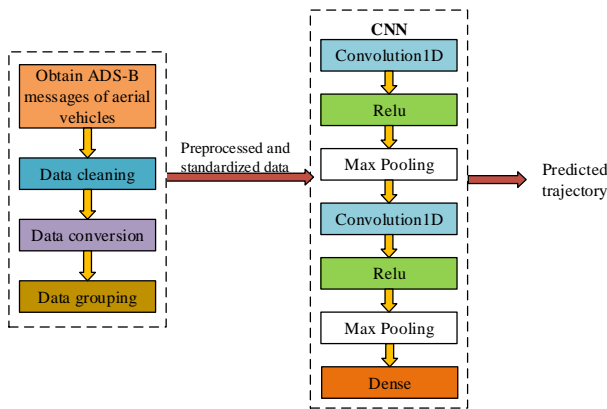 Obtain ADS-B
messages of aerial
vehicles
Data cleaning
Data conversion
Data grouping
Preprocessed and
standardized data
CNN
Convolution1D
Relu
Max Pooling
Convolution1D
Relu
Max Pooling
Dense
Predicted
trajectory